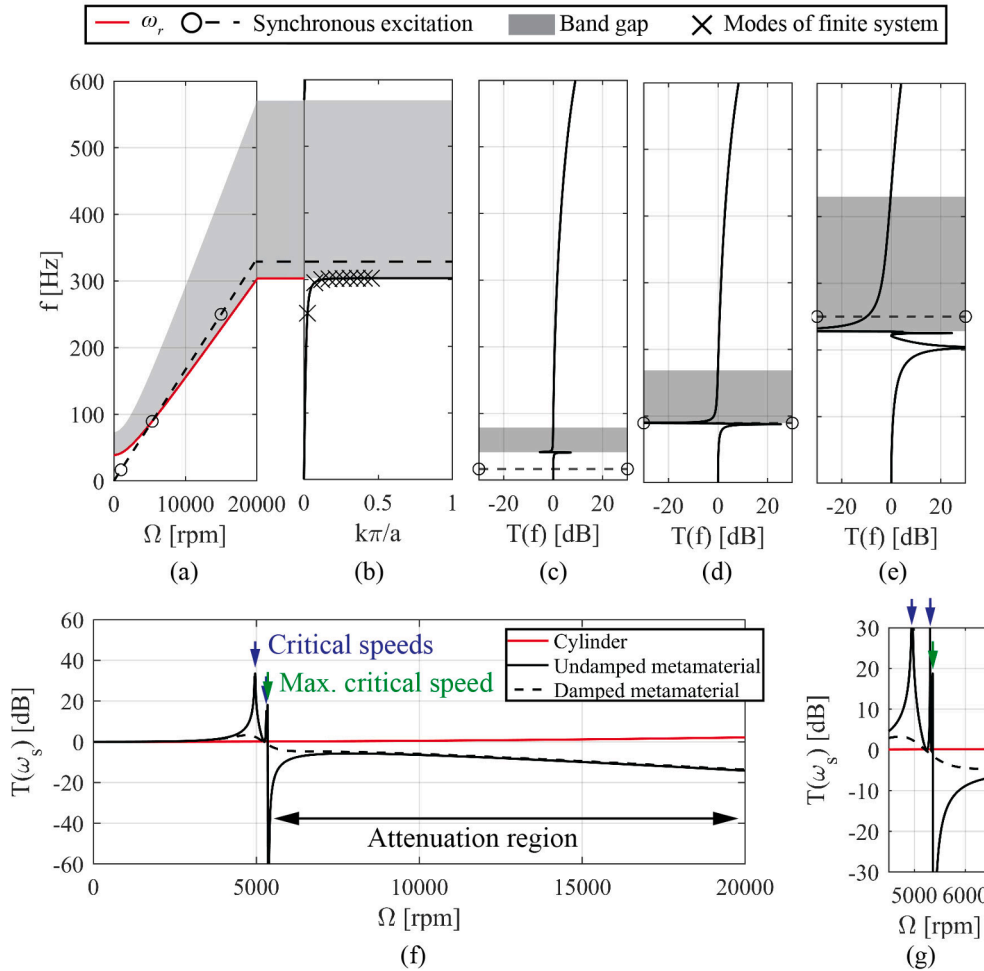 ω_r Synchronous excitation Band gap Modes of finite system
600
500
400
300
200
100
0
f [Hz]
0 10000 20000
Ω [rpm]
(a)
0 0.5 1
kπ/a
(b)
-20 0 20
T(f) [dB]
(c)
-20 0 20
T(f) [dB]
(d)
-20 0 20
T(f) [dB]
(e)
60
40
20
0
-20
-40
-60
T(ω_s) [dB]
Critical speeds
Max. critical speed
Cylinder
Undamped metamaterial
Damped metamaterial
Attenuation region
0 5000 10000 15000 20000
Ω [rpm]
(f)
30
20
10
0
-10
-20
-30
T(ω_s) [dB]
5000 6000
Ω [rpm]
(g)